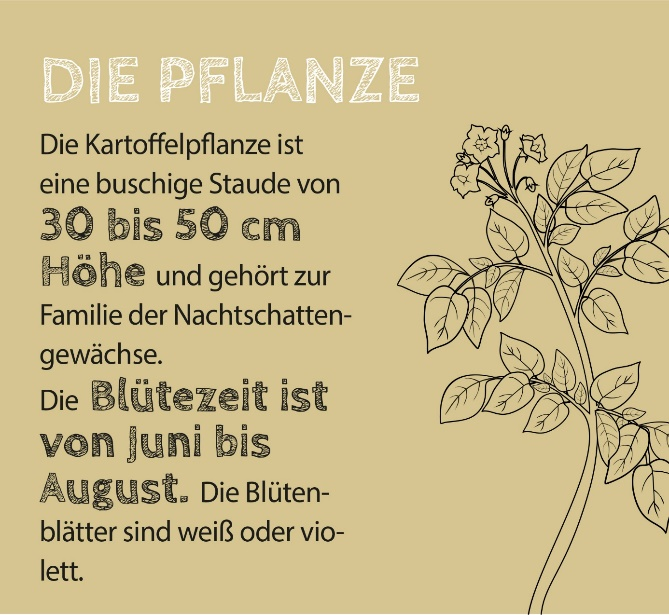 DIE PFLANZE
Die Kartoffelpflanze ist
eine buschige Staude von
30 bis 50 cm
Höhe und gehört zur
Familie der Nachtschatten-
gewächse.
Die Blütezeit ist
von Juni bis
August. Die Blüten-
blätter sind weiß oder vio-
lett.